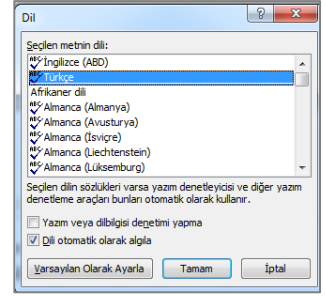 Dil
Seçilen metnin dili:
İngilizce (ABD)
Türkçe
Afrikaner dili
Almanca (Almanya)
Almanca (Avusturya)
Almanca (İsviçre)
Almanca (Liechtenstein)
Almanca (Lüksemburg)
Seçilen dilin sözlükleri varsa yazım denetleyicisi ve diğer yazım
denetleme araçları bunları otomatik olarak kullanır.
Yazım veya dilbilgisi denetimi yapma
Dili otomatik olarak algıla
Varsayılan Olarak Ayarla Tamam İptal